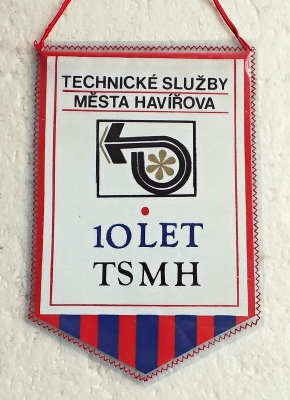 TECHNICKÉ SLUŽBY
MĚSTA HAVÍŘOVA
10 LET
TSMH